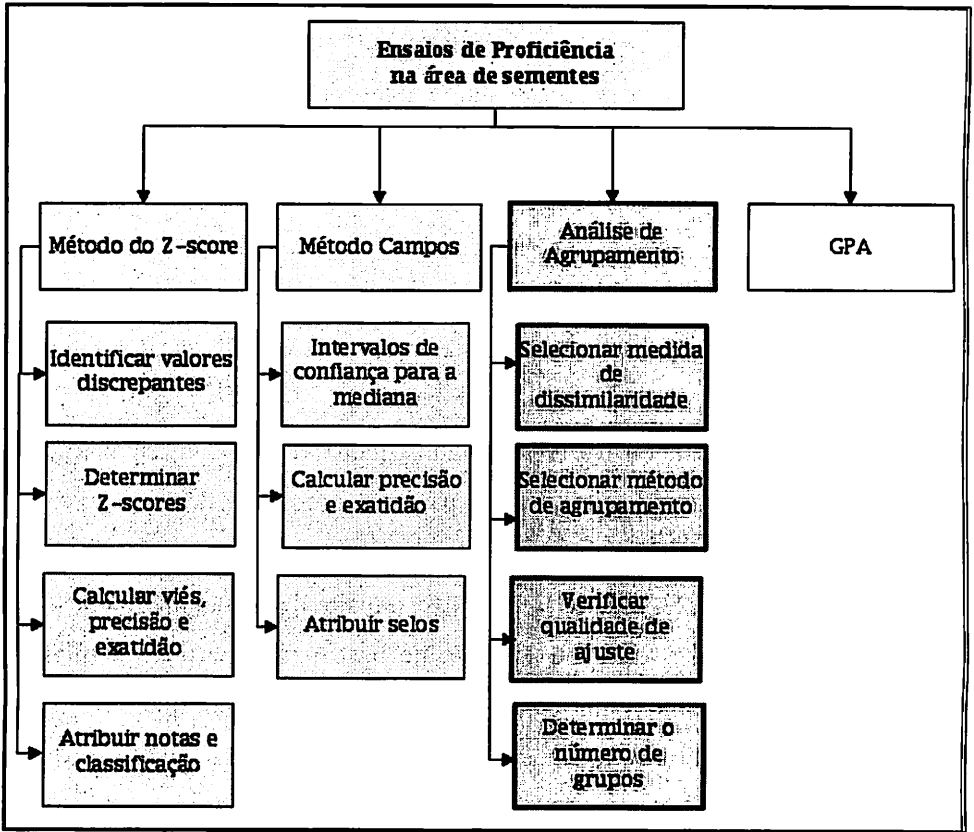 Ensaios de Proficiência
na área de sementes
Método do Z-score
Identificar valores
discrepantes
Determinar
Z-scores
Calcular viés,
precisão e
exatidão
Atribuir notas e
classificação
Método Campos
Intervalos de
confiança para a
mediana
Calcular precisão
e exatidão
Atribuir selos
Análise de
Agrupamento
Selecionar medida
de
dissimilaridade
Selecionar método
de agrupamento
Verificar
qualidade de
ajuste
Determinar o
número de
grupos
GPA